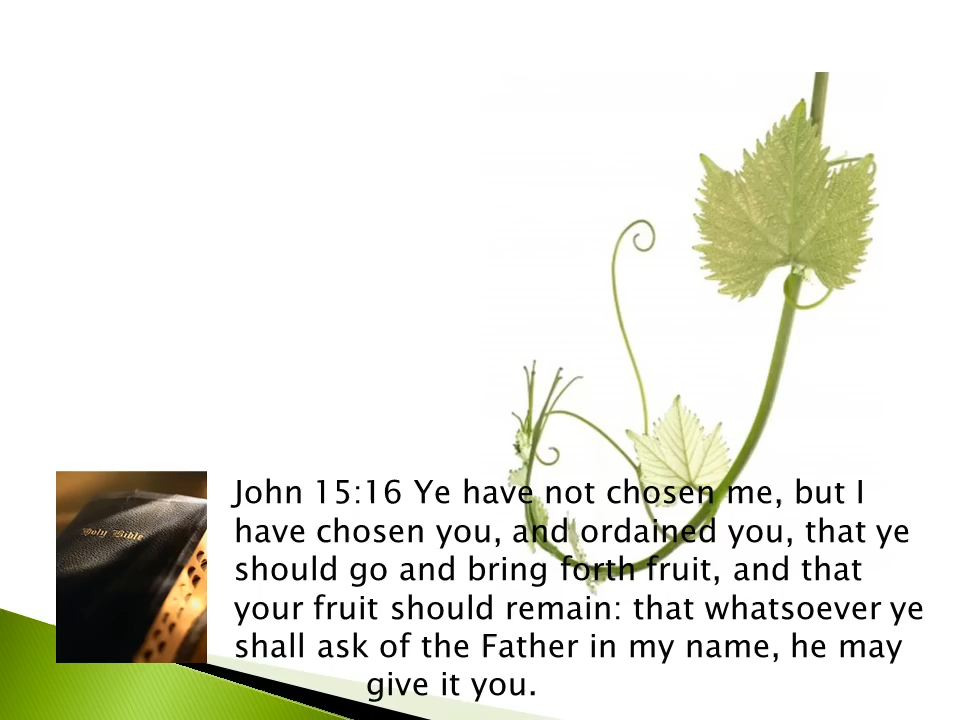 John 15:16 Ye have not chosen me, but I
have chosen you, and ordained you, that ye
should go and bring forth fruit, and that
your fruit should remain: that whatsoever ye
shall ask of the Father in my name, he may
give it you.
Holy Bible